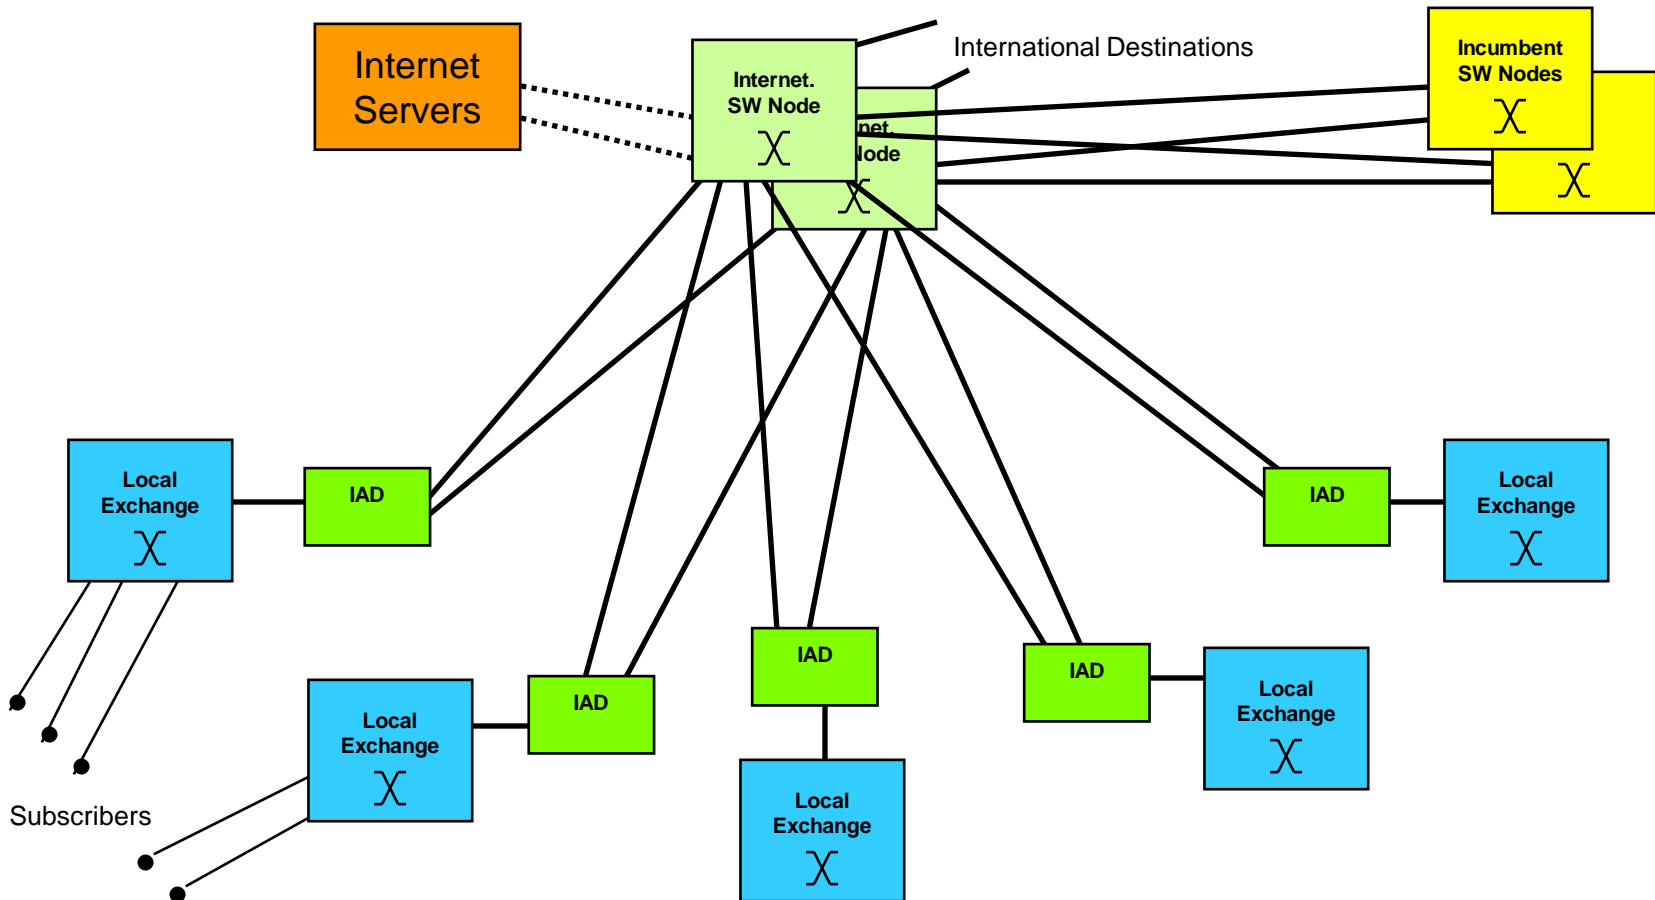 Internet
Servers
Internet.
SW Node
International Destinations
Incumbent
SW Nodes
net.
Node
Local
Exchange
IAD
IAD
Local
Exchange
IAD
IAD
Local
Exchange
IAD
Local
Exchange
Local
Exchange
Subscribers